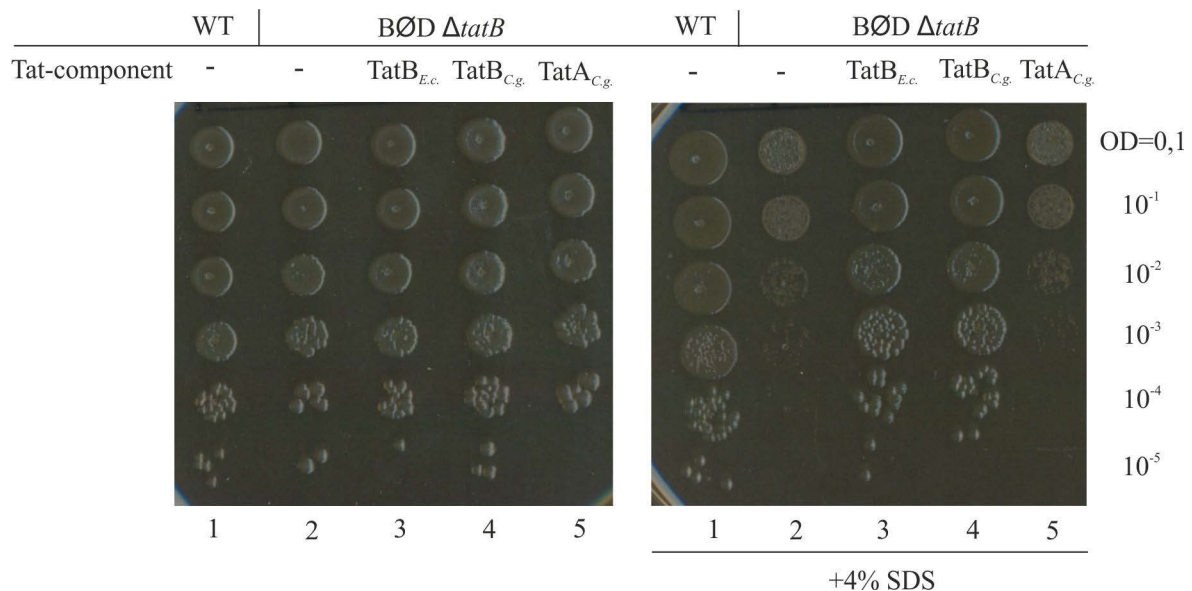 WT BØD ΔtatB WT BØD ΔtatB
Tat-component - - TatB E.c. TatB C.g. TatA C.g. - - TatB E.c. TatB C.g. TatA C.g.
OD=0,1
10⁻¹
10⁻²
10⁻³
10⁻⁴
10⁻⁵
1 2 3 4 5 1 2 3 4 5
+4% SDS